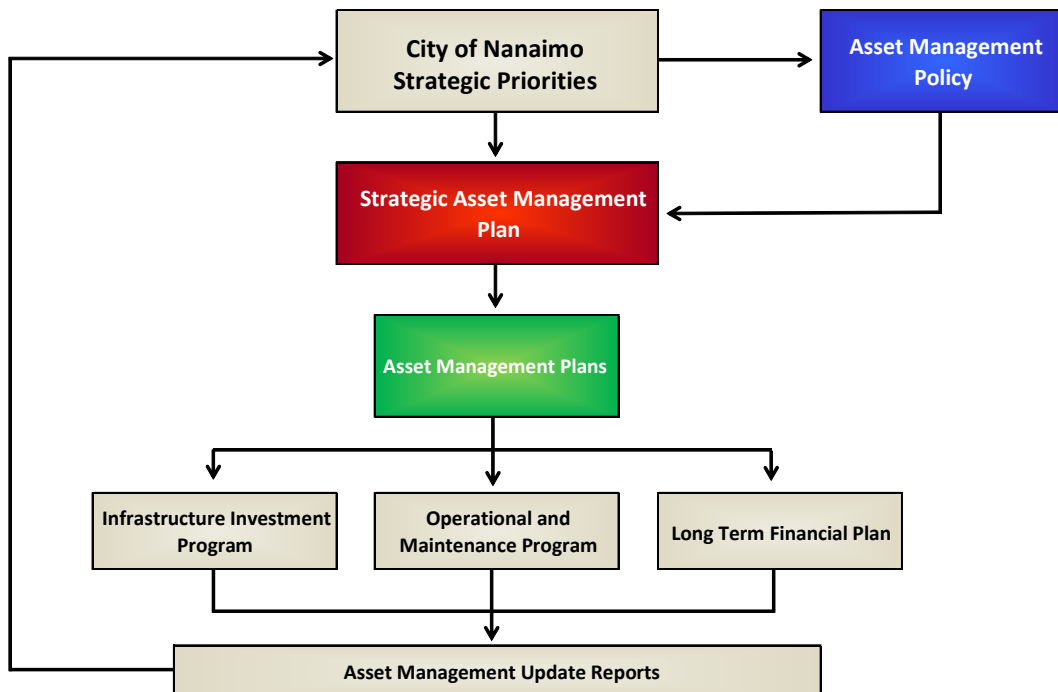 City of Nanaimo
Strategic Priorities
Asset Management
Policy
Strategic Asset Management
Plan
Asset Management Plans
Infrastructure Investment
Program
Operational and
Maintenance Program
Long Term Financial Plan
Asset Management Update Reports